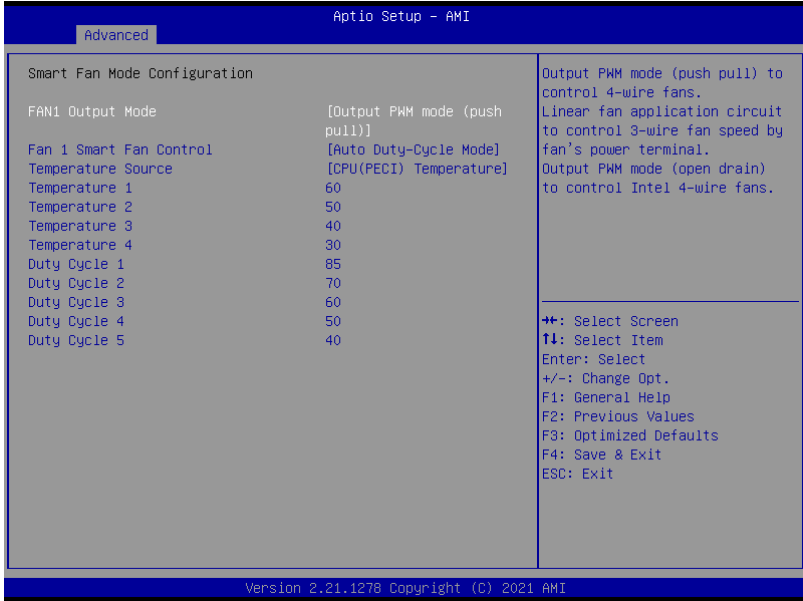 Aptio Setup – AMI
Advanced
Smart Fan Mode Configuration
FAN1 Output Mode [Output PWM mode (push
pull)]
Fan 1 Smart Fan Control [Auto Duty-Cycle Mode]
Temperature Source [CPU(PECI) Temperature]
Temperature 1 60
Temperature 2 50
Temperature 3 40
Temperature 4 30
Duty Cycle 1 85
Duty Cycle 2 70
Duty Cycle 3 60
Duty Cycle 4 50
Duty Cycle 5 40
Output PWM mode (push pull) to
control 4-wire fans.
Linear fan application circuit
to control 3-wire fan speed by
fan's power terminal.
Output PWM mode (open drain)
to control Intel 4-wire fans.
→←: Select Screen
↑↓: Select Item
Enter: Select
+/-: Change Opt.
F1: General Help
F2: Previous Values
F3: Optimized Defaults
F4: Save & Exit
ESC: Exit
Version 2.21.1278 Copyright (C) 2021 AMI